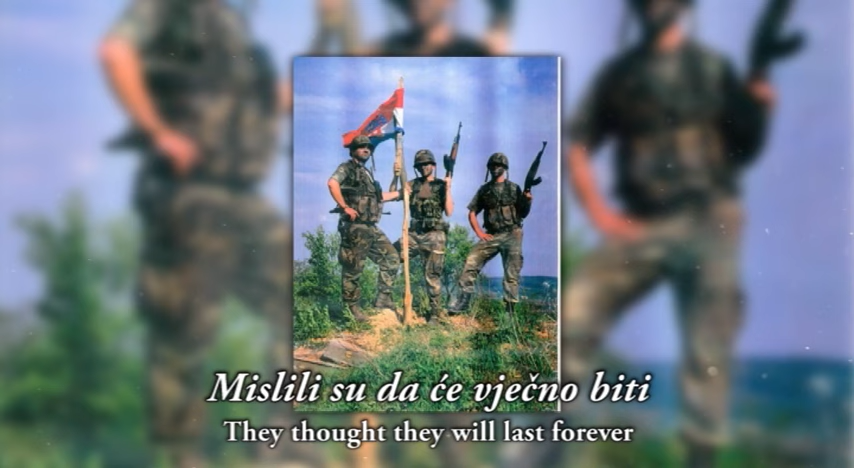 Mislili su da će vječno biti
They thought they will last forever